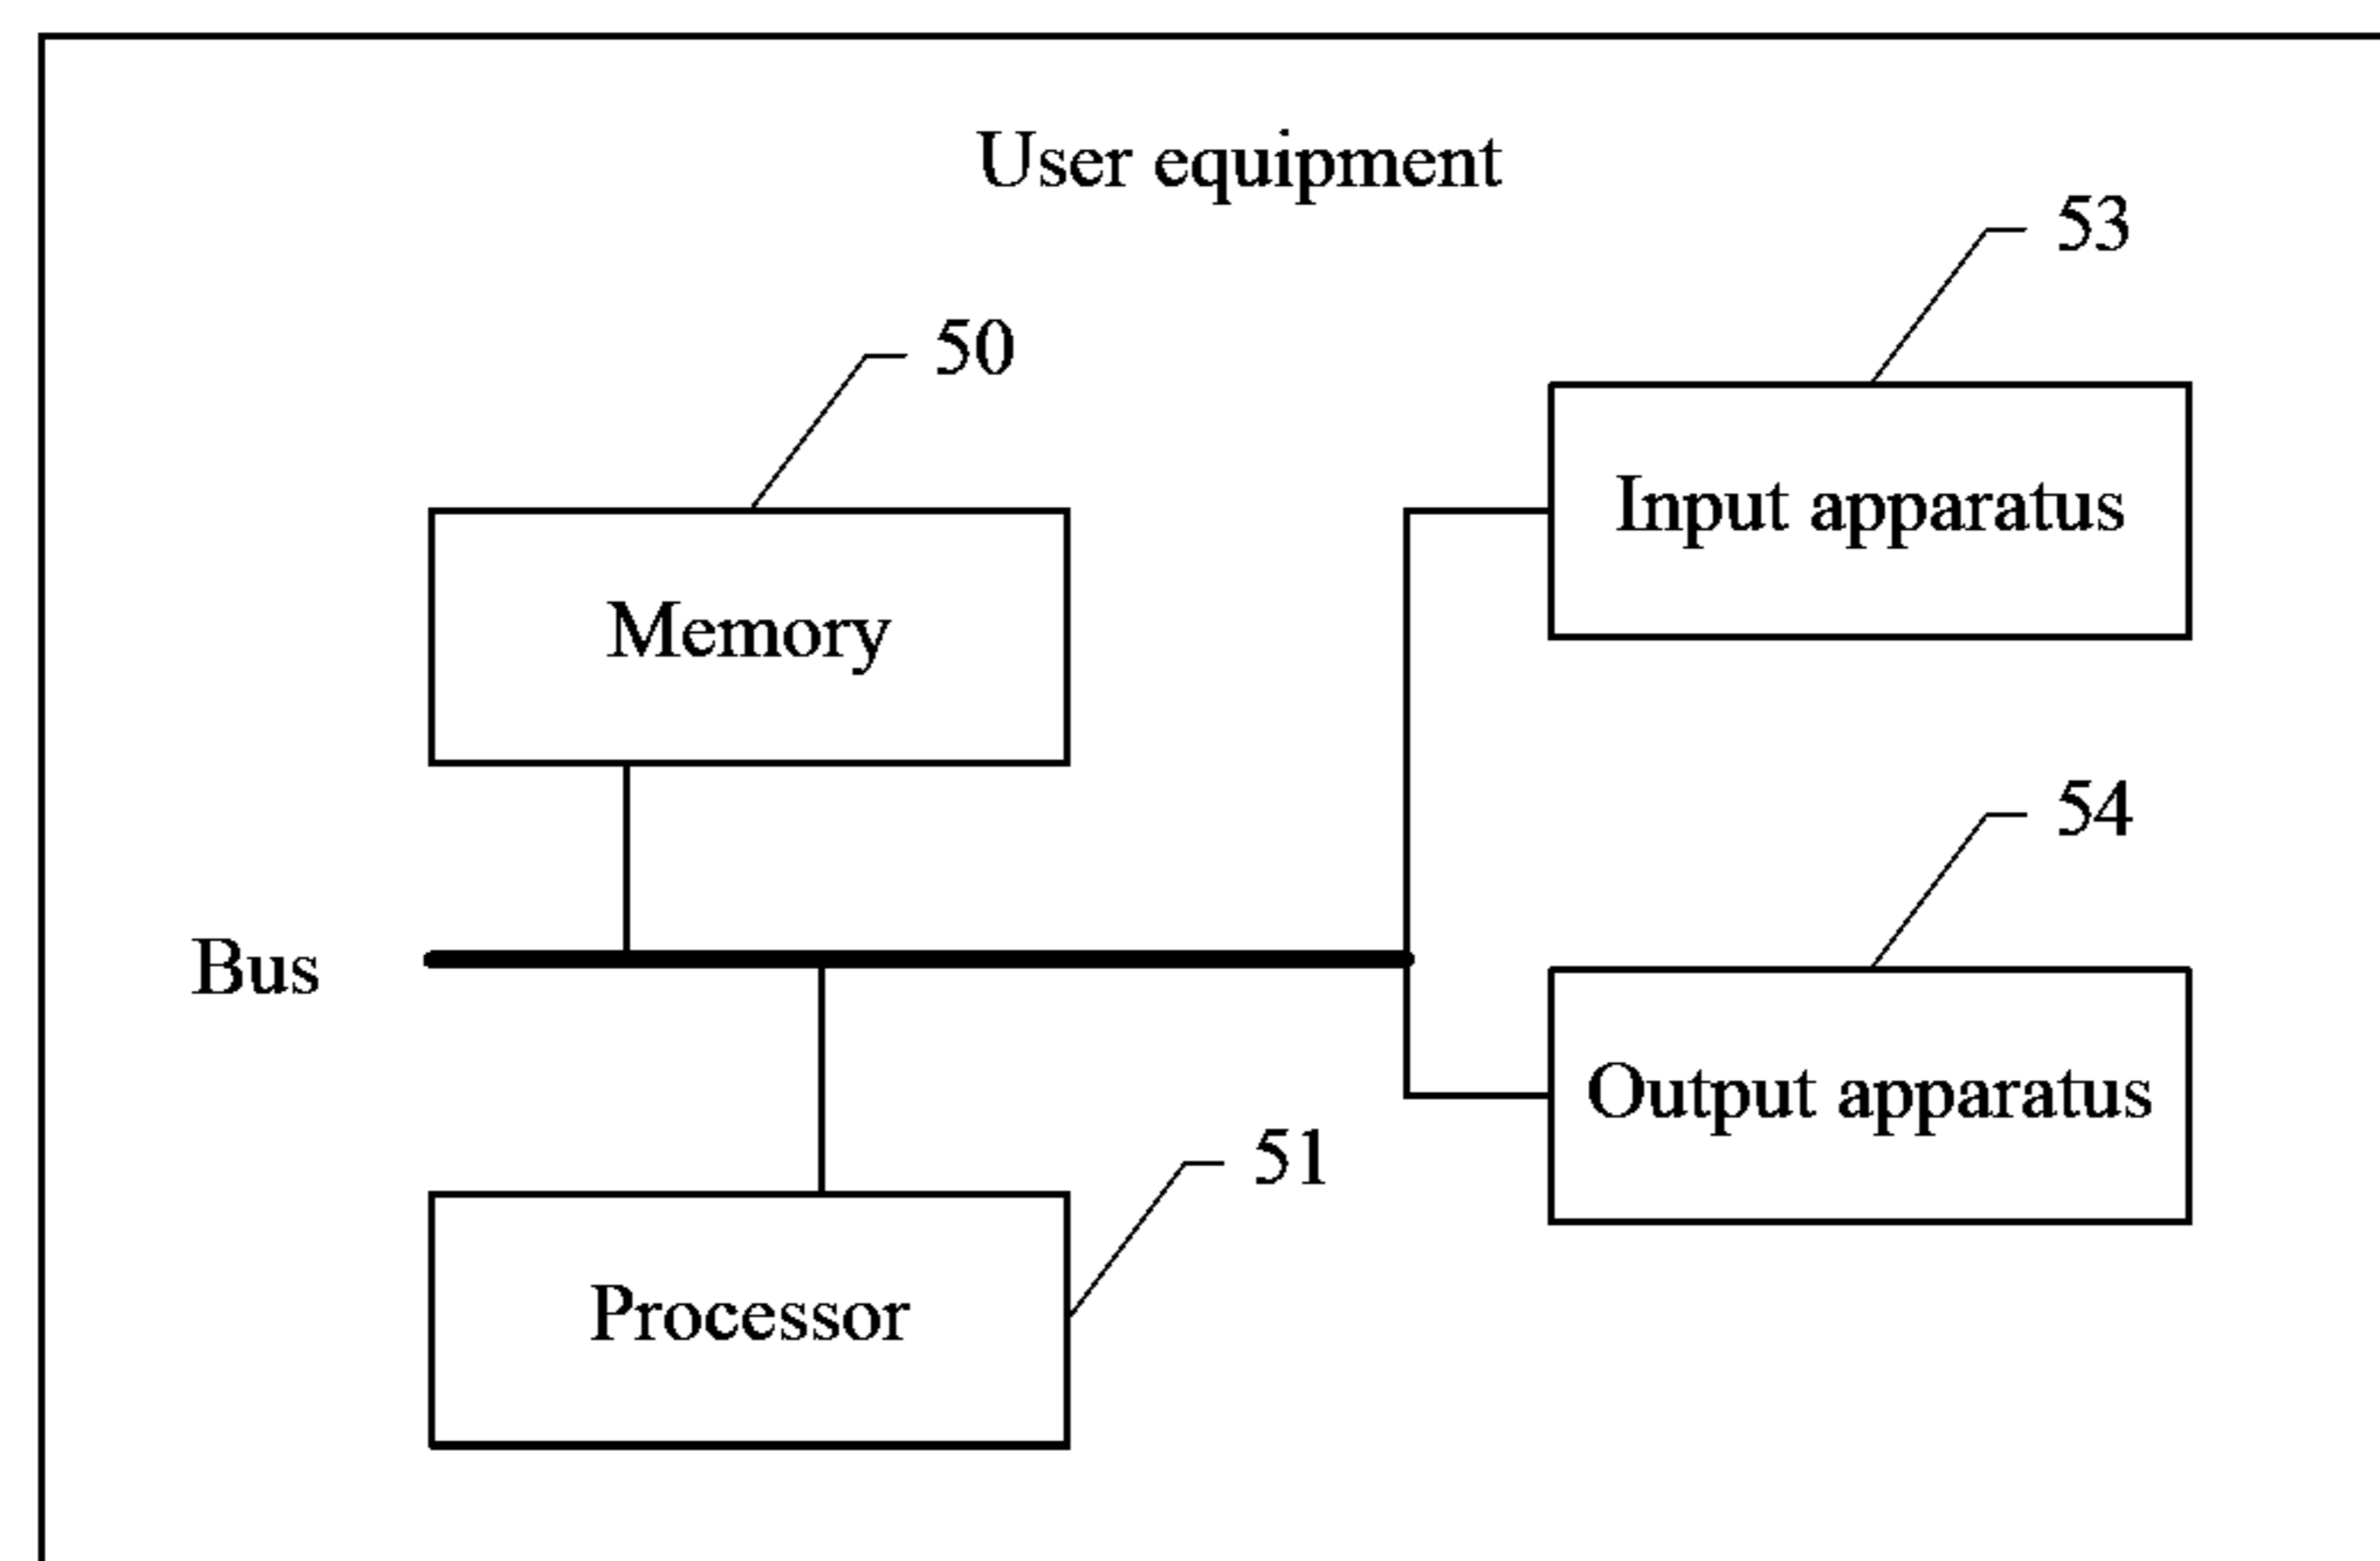 User equipment
53
50
Input apparatus
Memory
54
Bus
Output apparatus
51
Processor